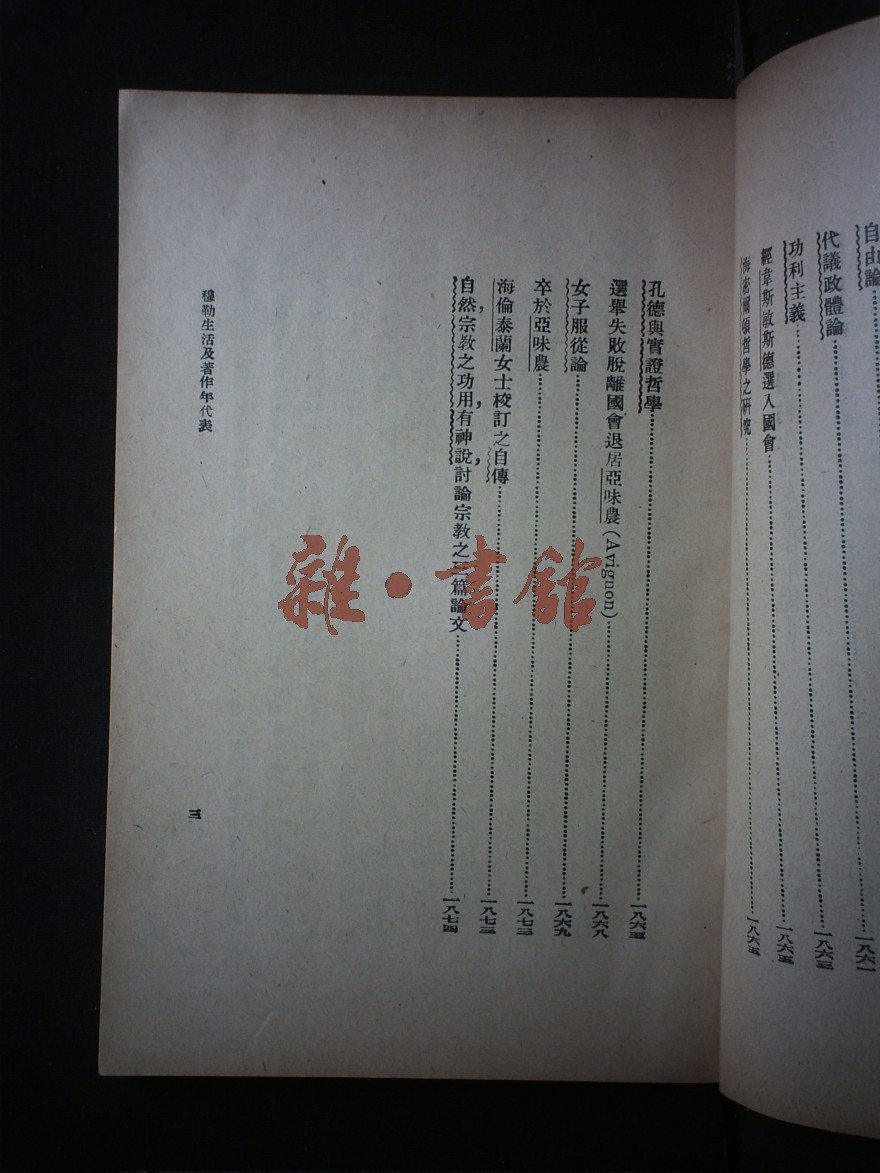 自由論……一八六一
代議政體論……一八六三
功利主義……一八六五
經韋斯敏斯德選入國會
海密爾頓哲學之研究……一八六五
孔德與實證哲學……一八六五
選舉失敗脫離國會退居亞味農(Avignon)……一八六八
女子服從論……一八六九
卒於亞味農……一八七三
海倫泰蘭女士校訂之自傳……一八七三
自然，宗教之功用，有神說，討論宗教之三篇論文……一八七四
穆勒生活及著作年代表
三
雜·書館